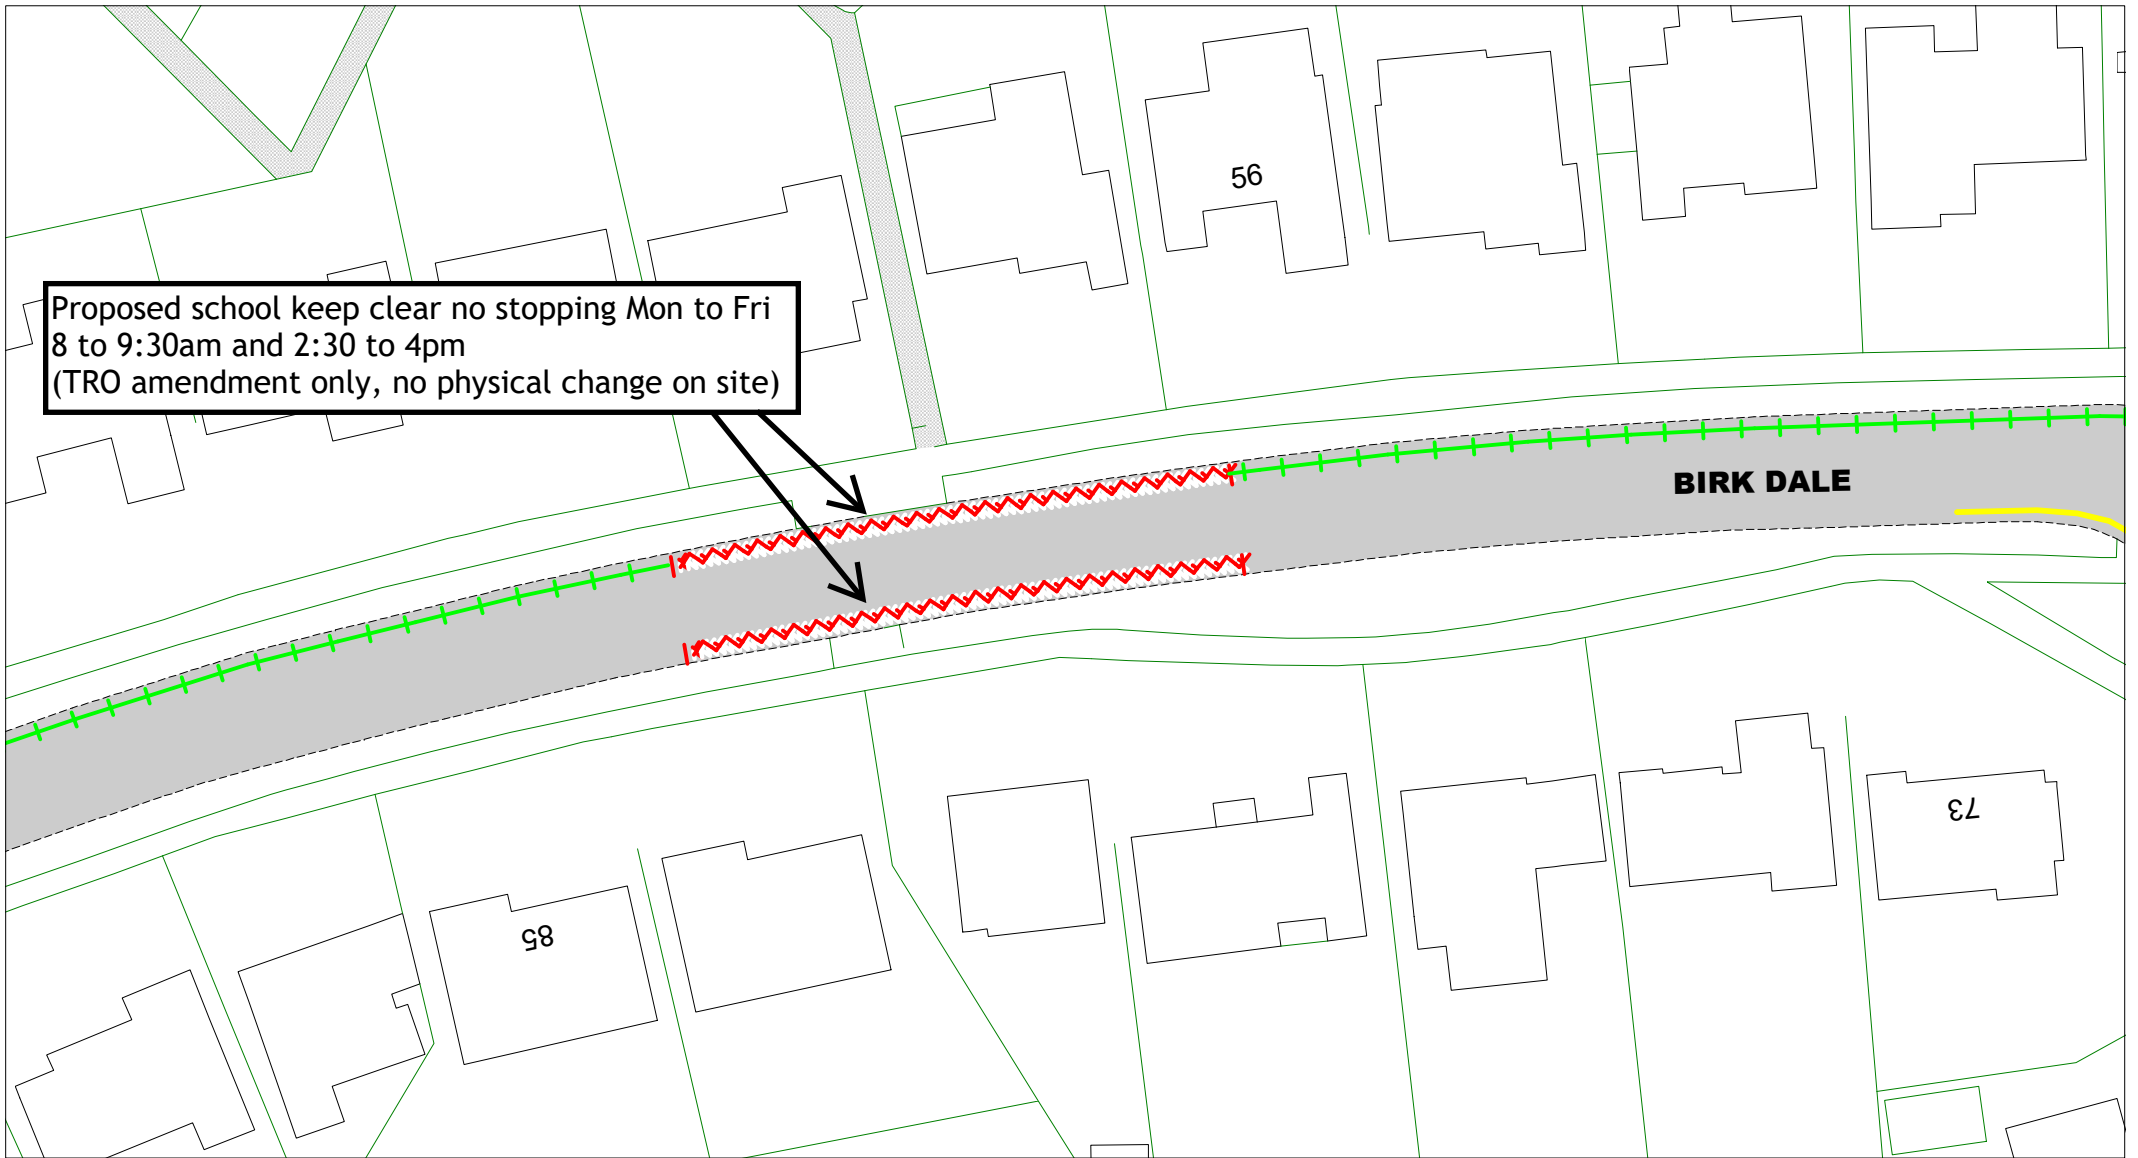 56
Proposed school keep clear no stopping Mon to Fri
8 to 9:30am and 2:30 to 4pm
(TRO amendment only, no physical change on site)
BIRK DALE
73
85